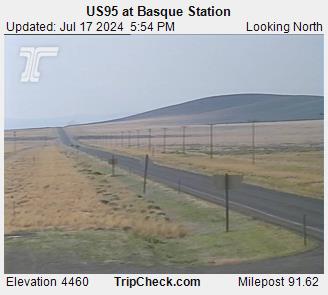 US95 at Basque Station
Updated: Jul 17 2024 5:54 PM Looking North
Elevation 4460 TripCheck.com Milepost 91.62